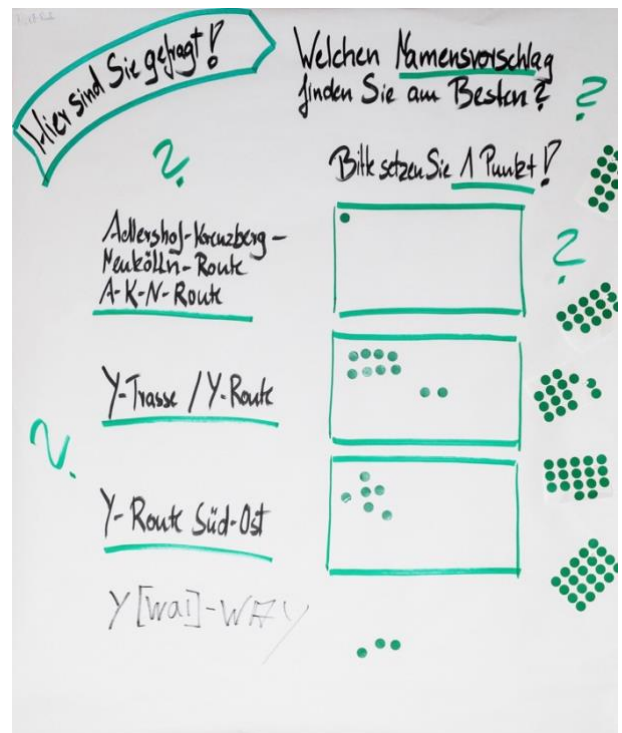 Hier sind Sie gefragt!
Welchen Namensvorschlag
finden Sie am Besten?
?
?
Bitte setzen Sie 1 Punkt!
?
Adlershof-Kreuzberg-
Neukölln-Route
A-K-N-Route
Y-Trasse / Y-Route
?
Y-Route Süd-Ost
Y[wai]-WAY